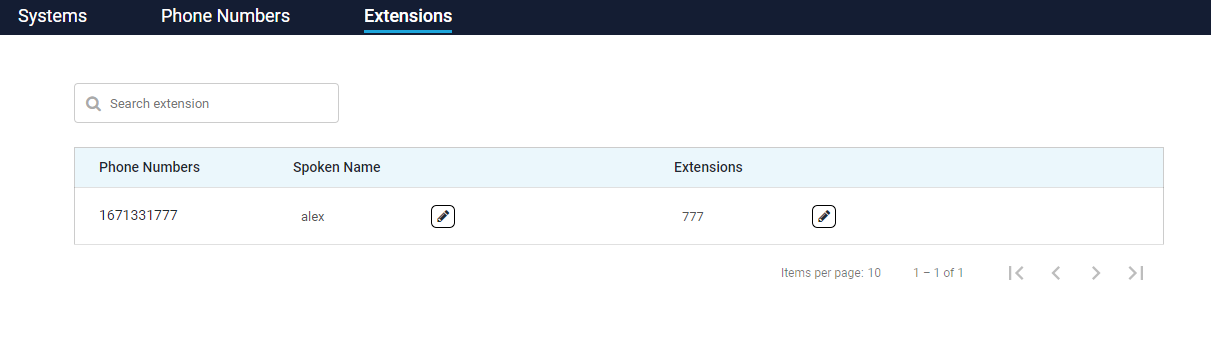 Systems Phone Numbers Extensions
Search extension
Phone Numbers Spoken Name Extensions
1671331777 alex 777
Items per page: 10 1 – 1 of 1